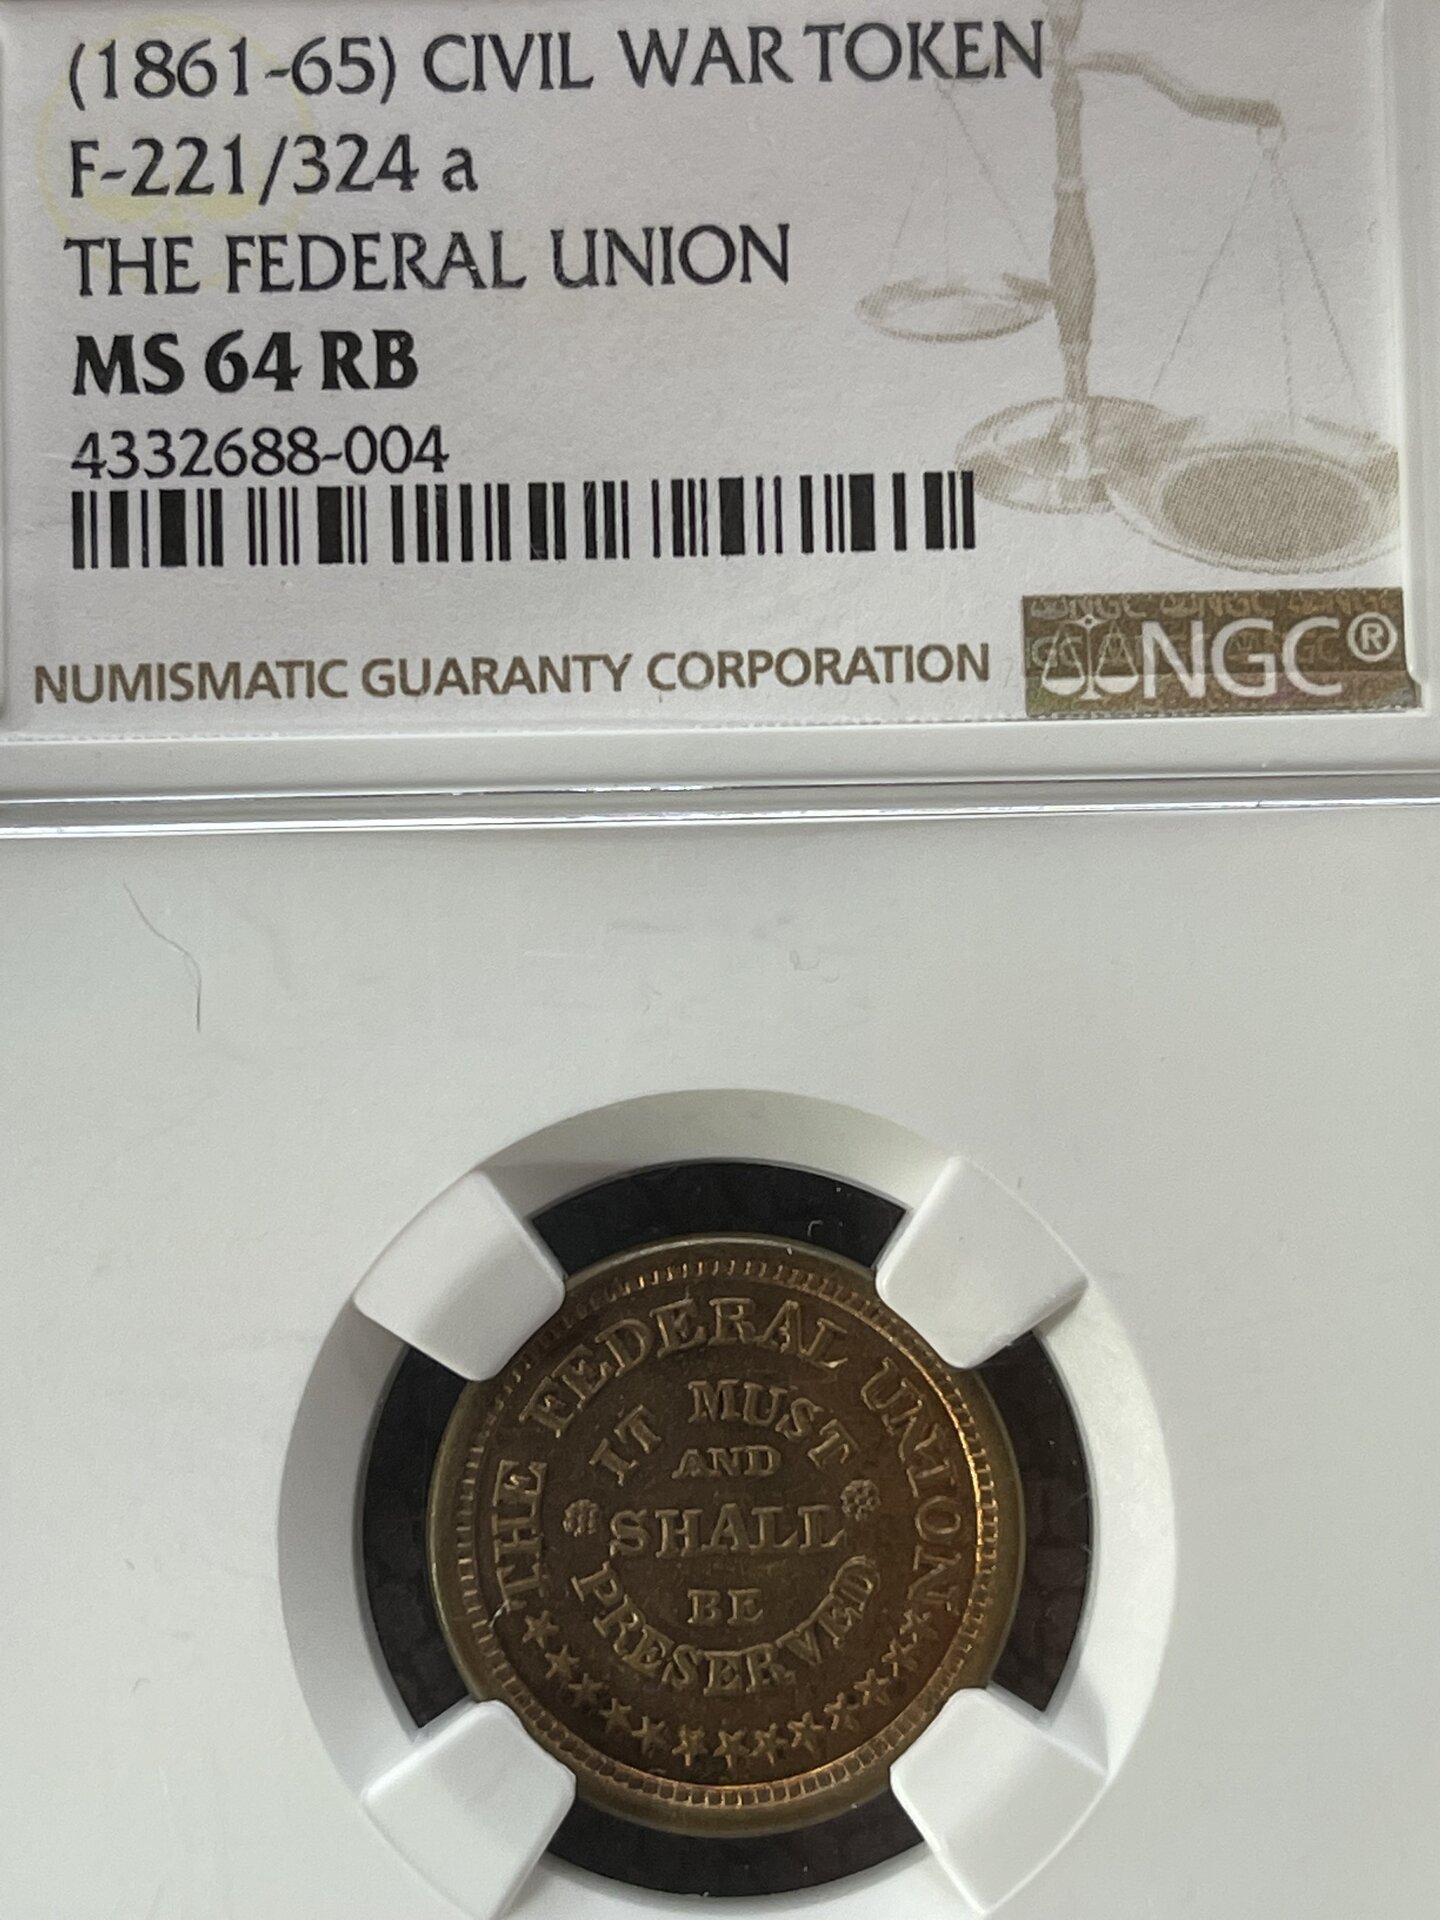 (1861-65) CIVIL WAR TOKEN
F-221/324 a
THE FEDERAL UNION
MS 64 RB
4332688-004
NUMISMATIC GUARANTY CORPORATION
NGC®
THE FEDERAL UNION
IT MUST
AND
SHALL
BE
PRESERVED